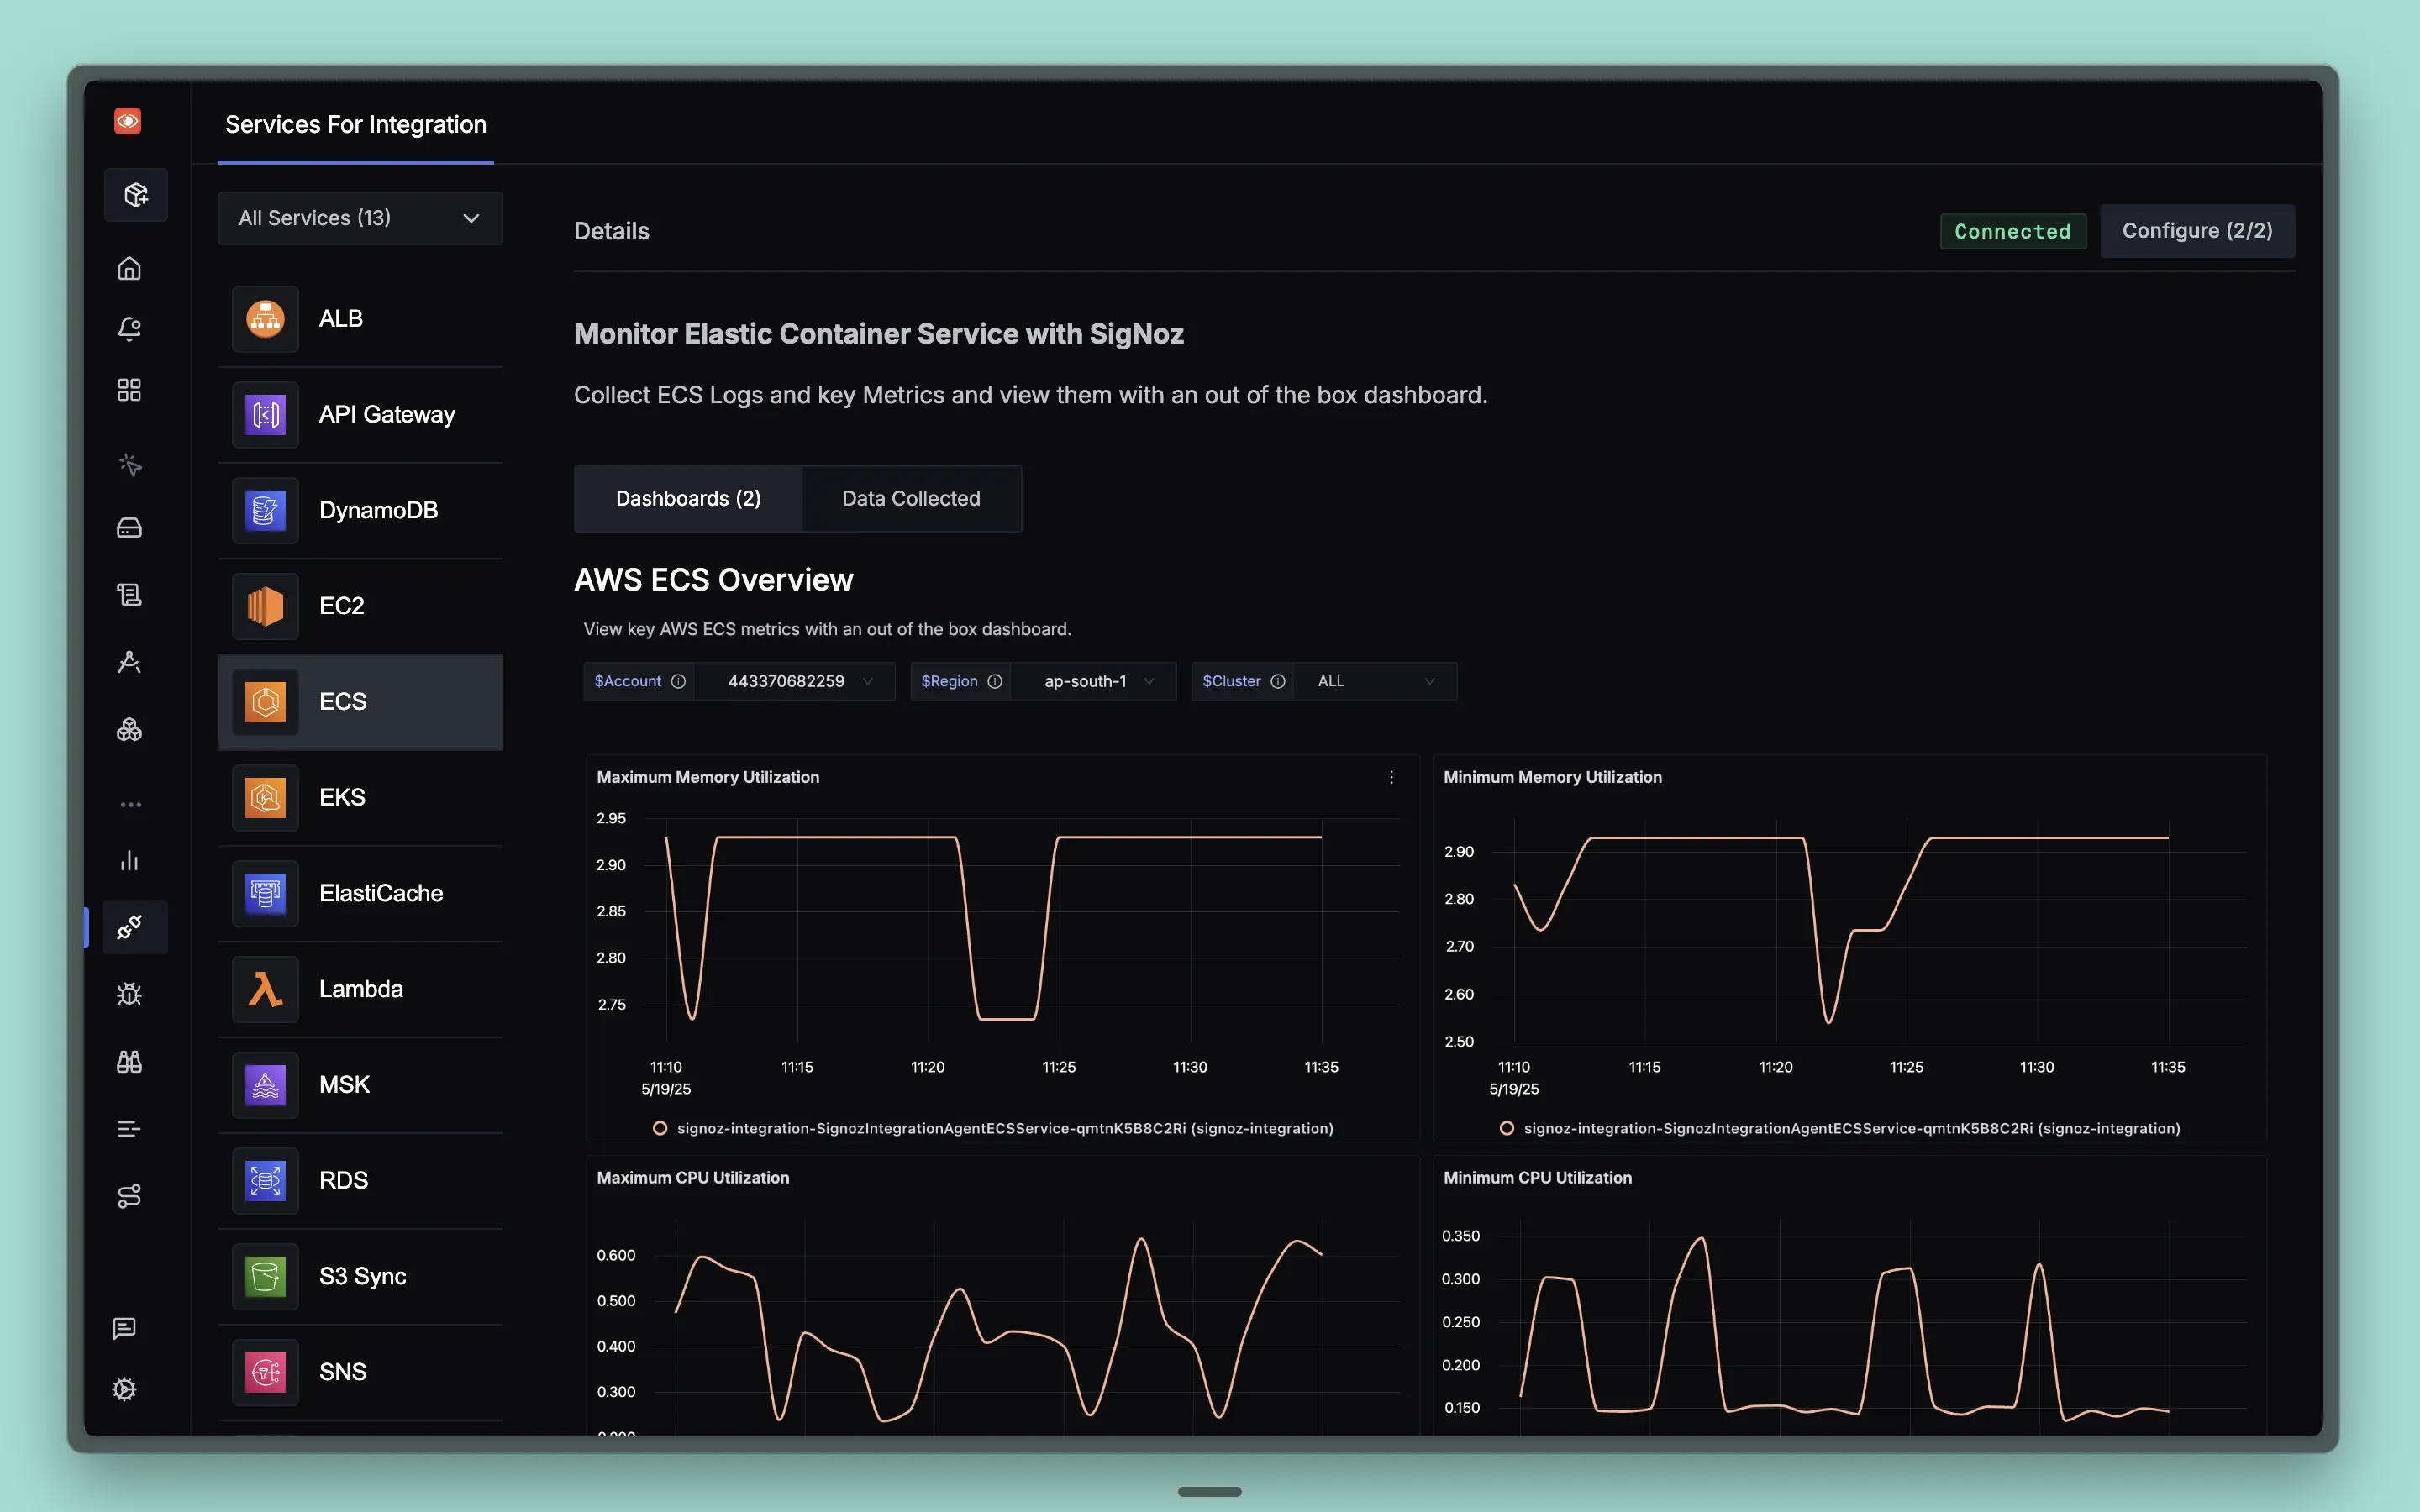 Services For Integration
All Services (13)
ALB
API Gateway
DynamoDB
EC2
ECS
EKS
ElastiCache
Lambda
MSK
RDS
S3 Sync
SNS
Details
Connected
Configure (2/2)
Monitor Elastic Container Service with SigNoz
Collect ECS Logs and key Metrics and view them with an out of the box dashboard.
Dashboards (2)
Data Collected
AWS ECS Overview
View key AWS ECS metrics with an out of the box dashboard.
$Account 443370682259
$Region ap-south-1
$Cluster ALL
Maximum Memory Utilization
2.95
2.90
2.85
2.80
2.75
11:10 11:15 11:20 11:25 11:30 11:35
5/19/25
signoz-integration-SignozIntegrationAgentECSService-qmtnK5B8C2Ri (signoz-integration)
Minimum Memory Utilization
2.90
2.80
2.70
2.60
2.50
11:10 11:15 11:20 11:25 11:30 11:35
5/19/25
signoz-integration-SignozIntegrationAgentECSService-qmtnK5B8C2Ri (signoz-integration)
Maximum CPU Utilization
0.600
0.500
0.400
0.300
0.200
Minimum CPU Utilization
0.350
0.300
0.250
0.200
0.150